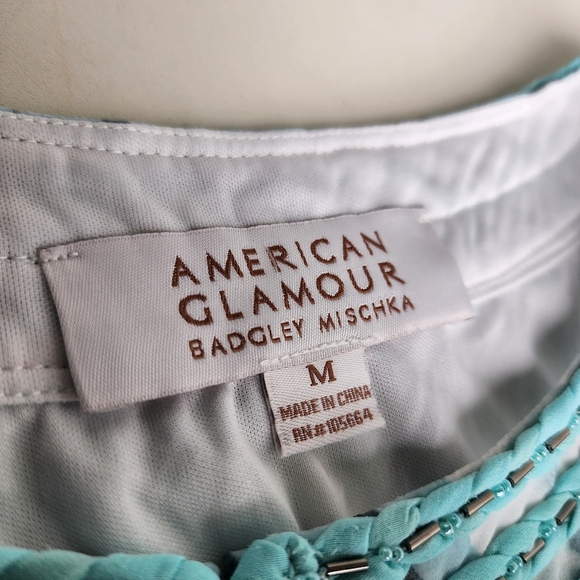 AMERICAN
GLAMOUR
BADGLEY MISCHKA
M
MADE IN CHINA
RN#105664